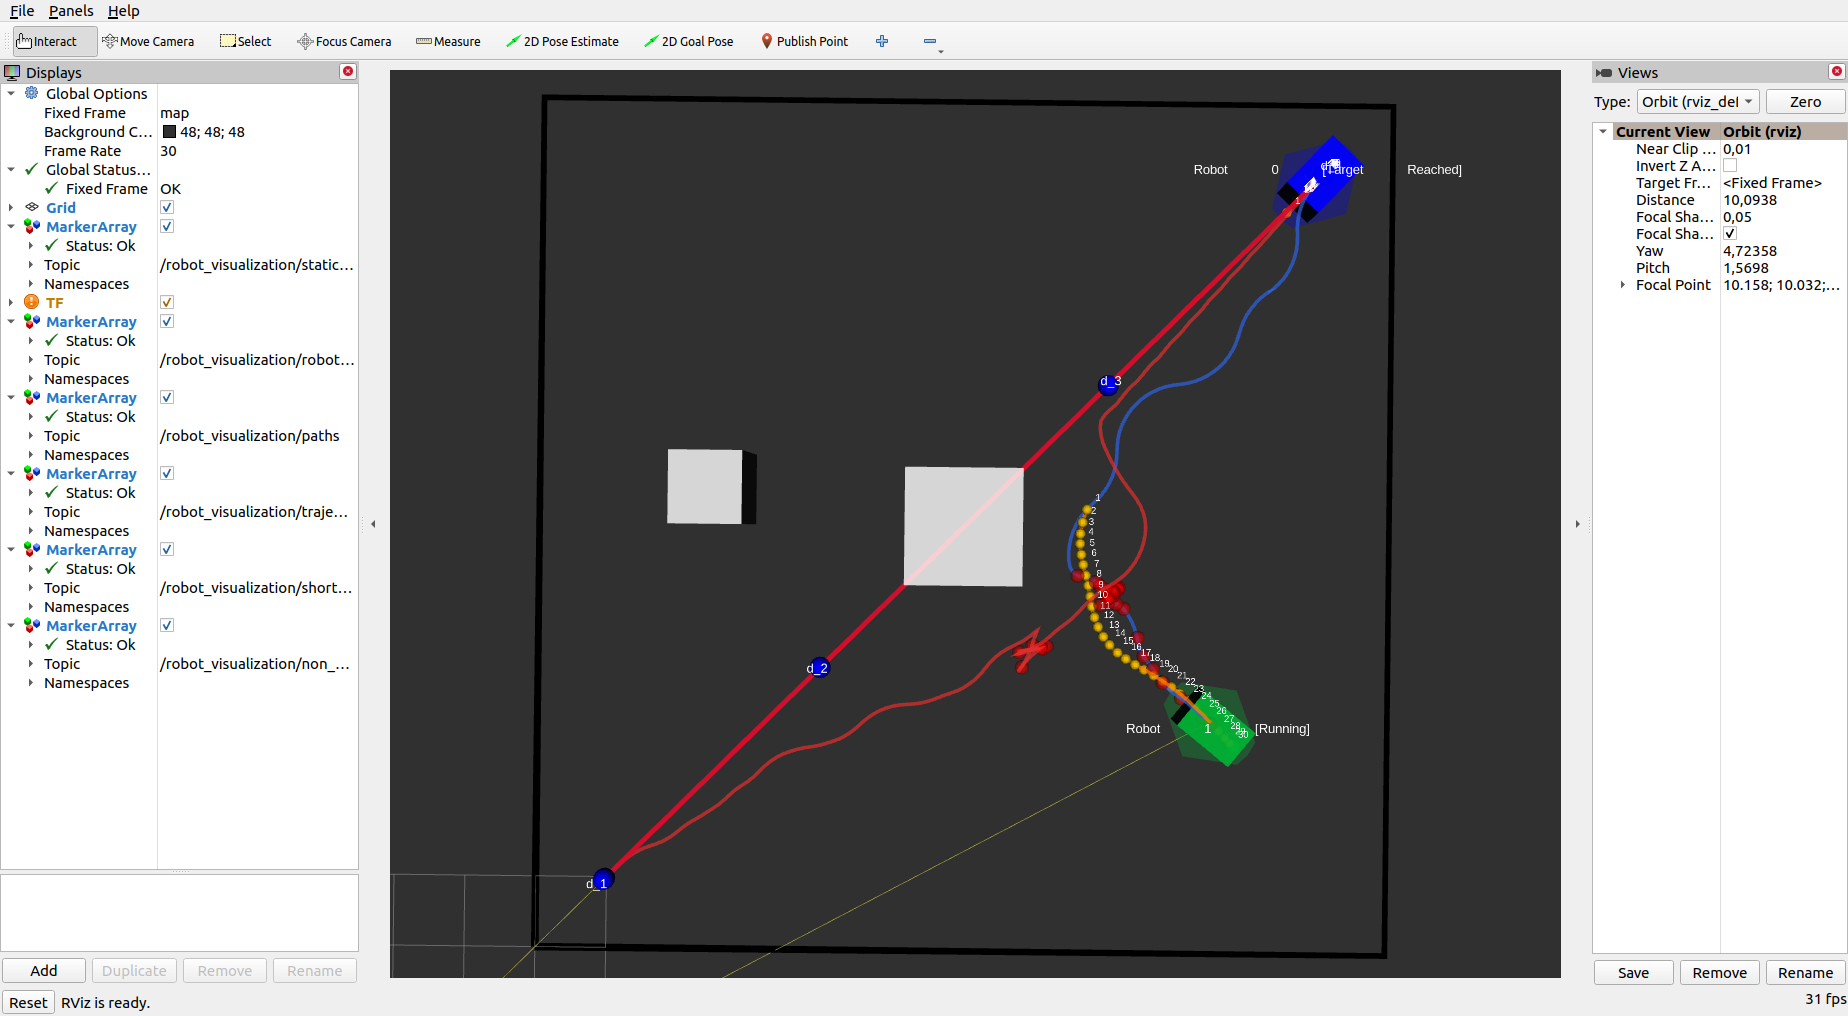 File Panels Help
Interact Move Camera Select Focus Camera Measure 2D Pose Estimate 2D Goal Pose Publish Point
Displays
Global Options
Fixed Frame map
Background C... 48; 48; 48
Frame Rate 30
Global Status...
Fixed Frame OK
Grid
MarkerArray
Status: Ok
Topic /robot_visualization/static...
Namespaces
TF
MarkerArray
Status: Ok
Topic /robot_visualization/robot...
Namespaces
MarkerArray
Status: Ok
Topic /robot_visualization/paths
Namespaces
MarkerArray
Status: Ok
Topic /robot_visualization/traje...
Namespaces
MarkerArray
Status: Ok
Topic /robot_visualization/short...
Namespaces
MarkerArray
Status: Ok
Topic /robot_visualization/non_...
Namespaces
Add Duplicate Remove Rename
Reset RViz is ready.
Robot 0 [Target Reached]
1
d_3
1
2
3
4
5
6
7
8
9
10
11
12
13
14
15
16
17
18
19
20
21
22
23
24
25
26
27
28
29
30
d_2
Robot 1 [Running]
d_1
Views
Type: Orbit (rviz_def Zero
Current View Orbit (rviz)
Near Clip ... 0,01
Invert Z A...
Target Fr... <Fixed Frame>
Distance 10,0938
Focal Sha... 0,05
Focal Sha...
Yaw 4,72358
Pitch 1,5698
Focal Point 10.158; 10.032;...
Save Remove Rename
31 fps